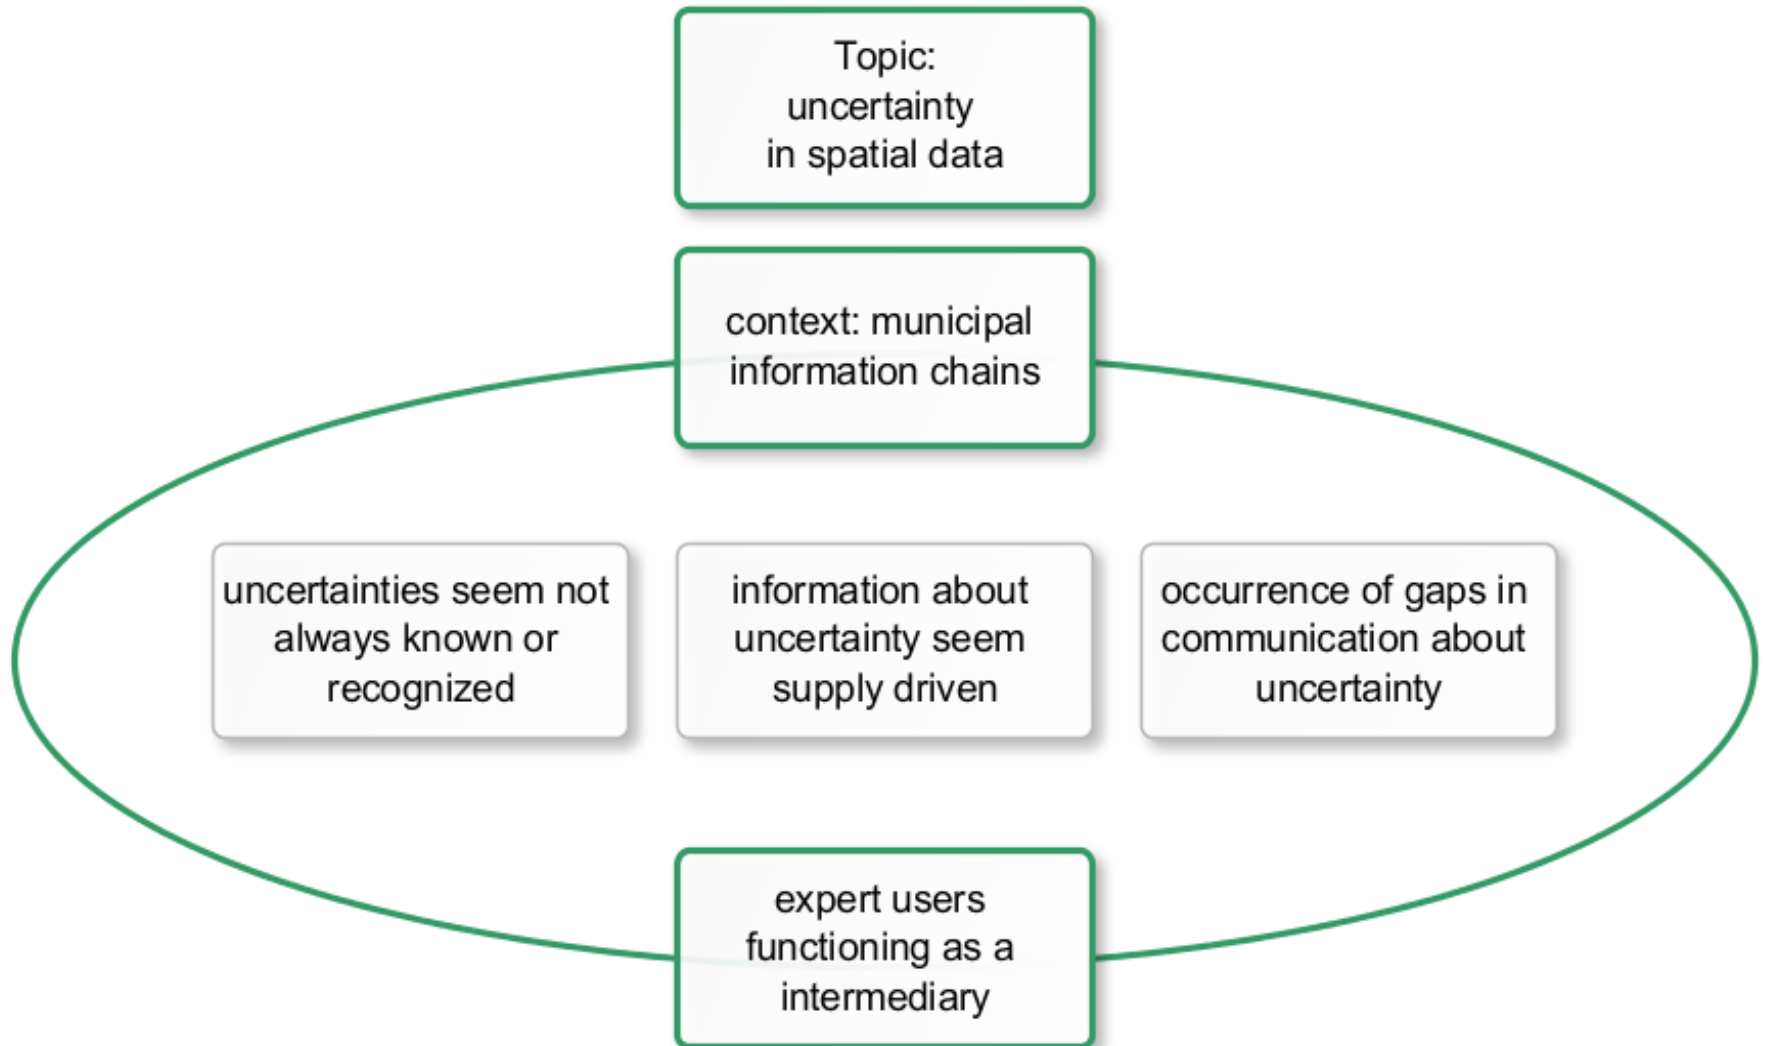 Topic:
uncertainty
in spatial data
context: municipal
information chains
uncertainties seem not
always known or
recognized
information about
uncertainty seem
supply driven
occurrence of gaps in
communication about
uncertainty
expert users
functioning as a
intermediary